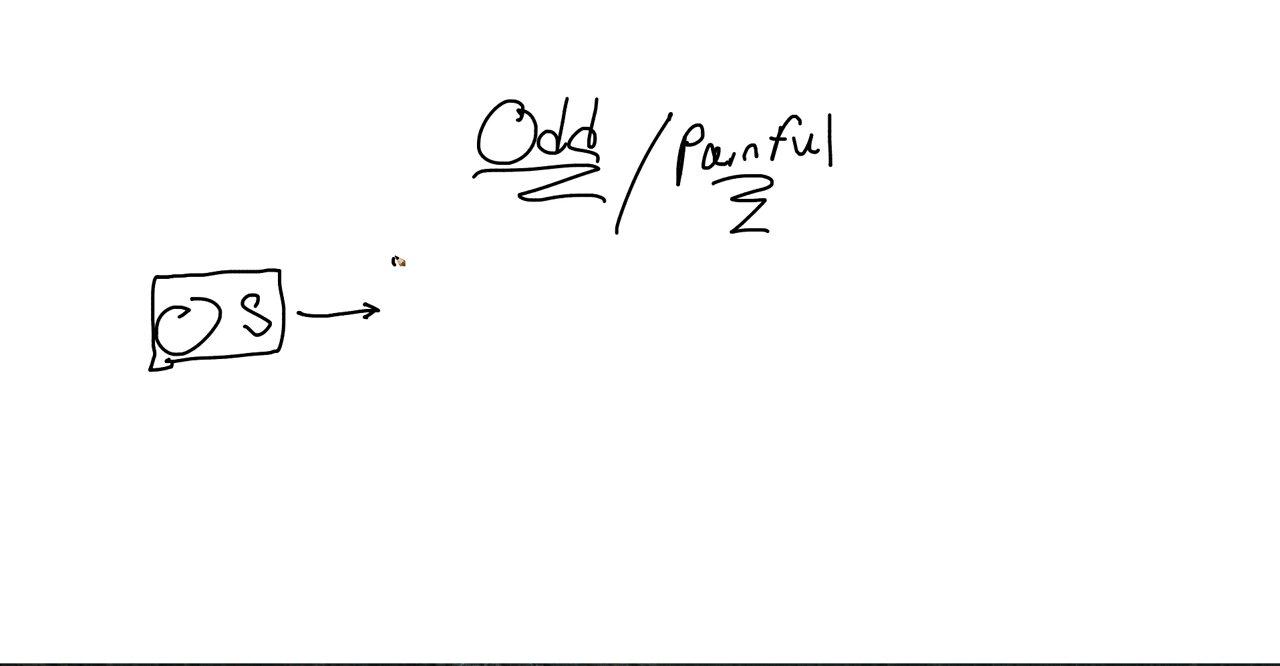 Odd / Painful
OS →